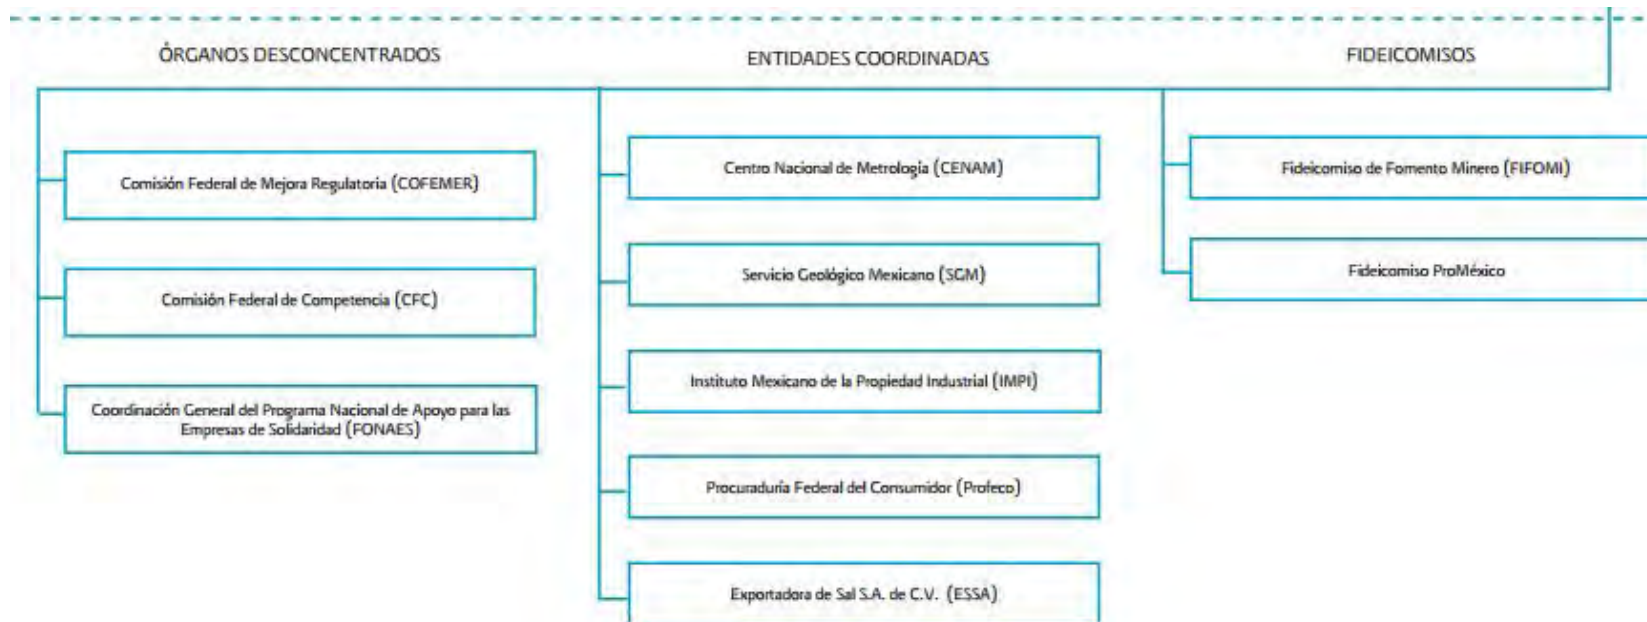 ÓRGANOS DESCONCENTRADOS
Comisión Federal de Mejora Regulatoria (COFEMER)
Comisión Federal de Competencia (CFC)
Coordinación General del Programa Nacional de Apoyo para las
Empresas de Solidaridad (FONAES)
ENTIDADES COORDINADAS
Centro Nacional de Metrología (CENAM)
Servicio Geológico Mexicano (SGM)
Instituto Mexicano de la Propiedad Industrial (IMPI)
Procuraduría Federal del Consumidor (Profeco)
Exportadora de Sal S.A. de C.V. (ESSA)
FIDEICOMISOS
Fideicomiso de Fomento Minero (FIFOMI)
Fideicomiso ProMéxico